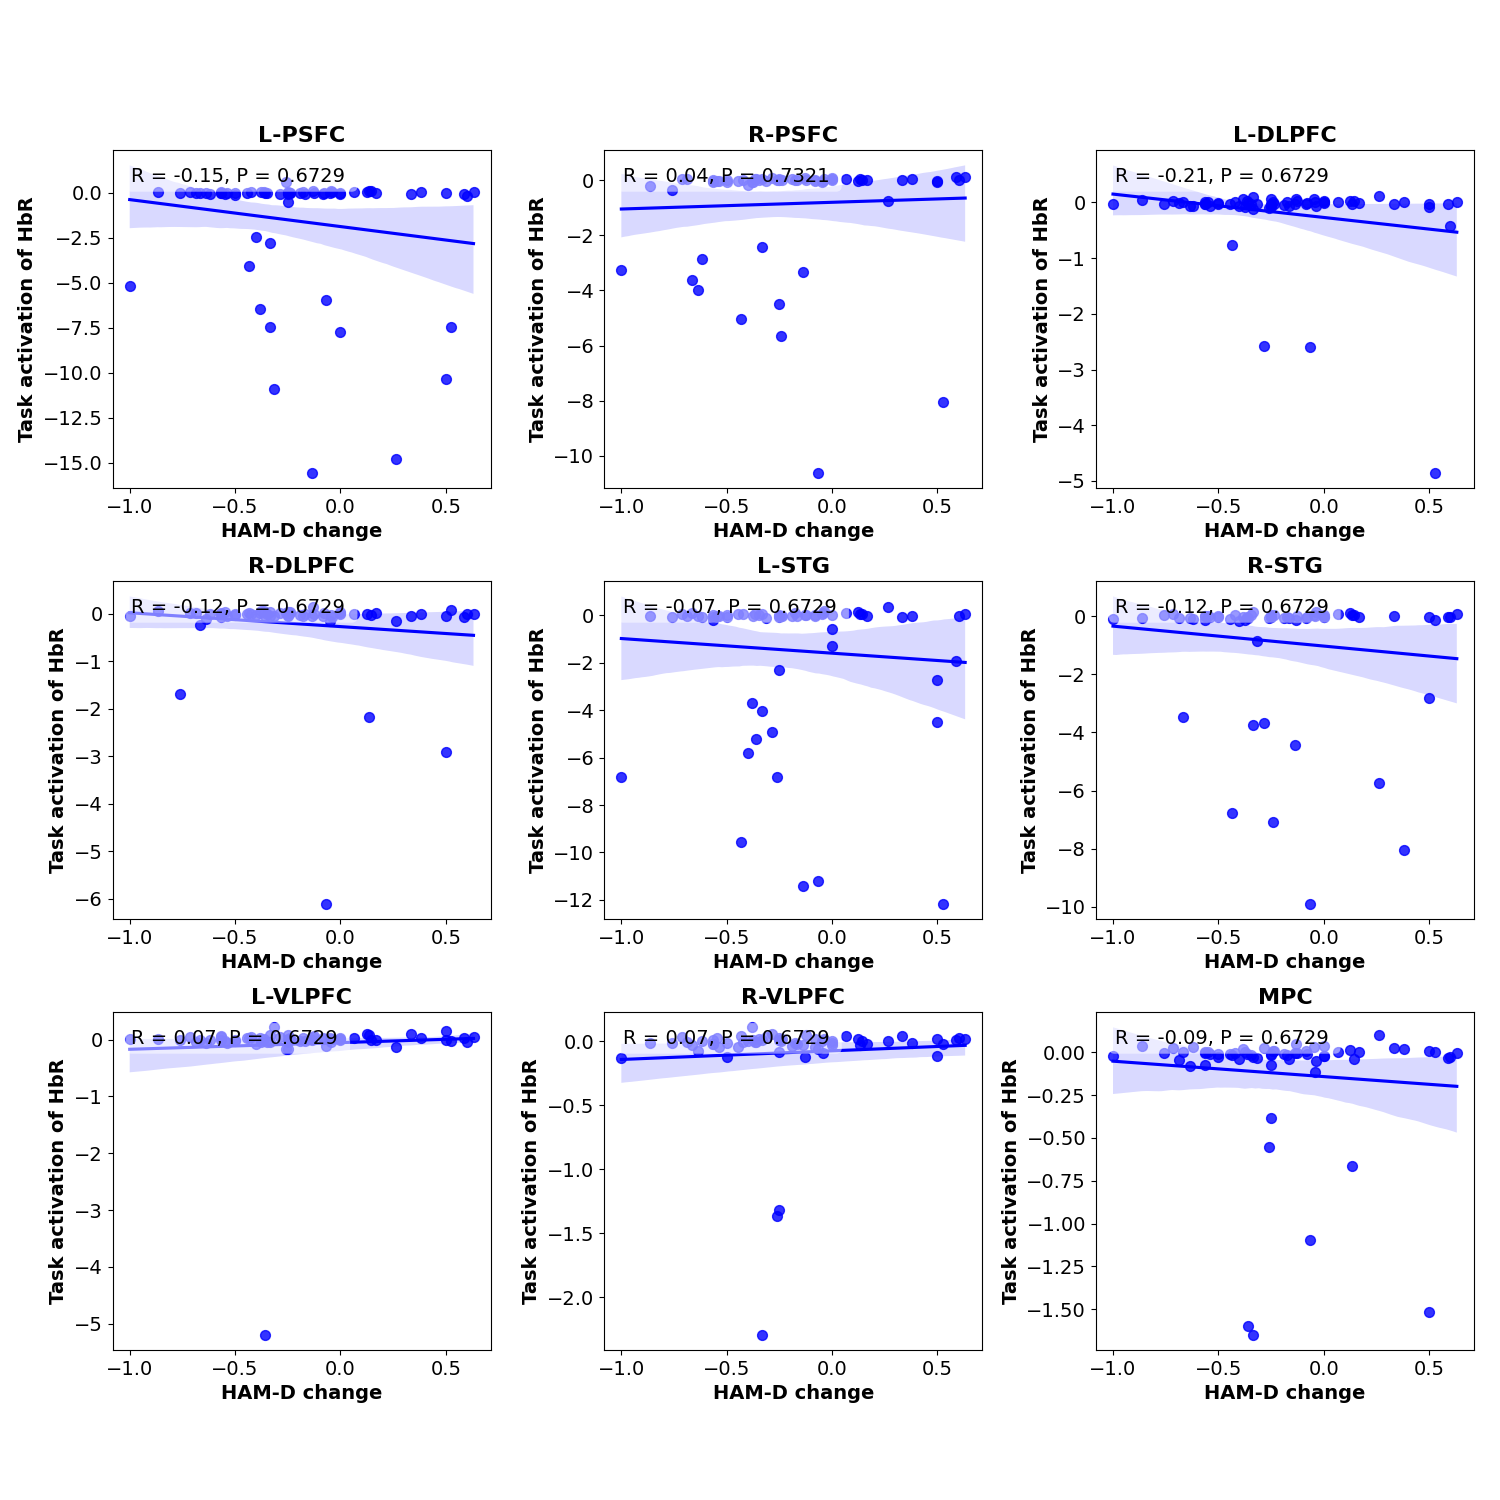 L-PSFC
R = -0.15, P = 0.6729
Task activation of HbR
0.0
−2.5
−5.0
−7.5
−10.0
−12.5
−15.0
−1.0 −0.5 0.0 0.5
HAM-D change
R-PSFC
R = 0.04, P = 0.7321
Task activation of HbR
0
−2
−4
−6
−8
−10
−1.0 −0.5 0.0 0.5
HAM-D change
L-DLPFC
R = -0.21, P = 0.6729
Task activation of HbR
0
−1
−2
−3
−4
−5
−1.0 −0.5 0.0 0.5
HAM-D change
R-DLPFC
R = -0.12, P = 0.6729
Task activation of HbR
0
−1
−2
−3
−4
−5
−6
−1.0 −0.5 0.0 0.5
HAM-D change
L-STG
R = -0.07, P = 0.6729
Task activation of HbR
0
−2
−4
−6
−8
−10
−12
−1.0 −0.5 0.0 0.5
HAM-D change
R-STG
R = -0.12, P = 0.6729
Task activation of HbR
0
−2
−4
−6
−8
−10
−1.0 −0.5 0.0 0.5
HAM-D change
L-VLPFC
R = 0.07, P = 0.6729
Task activation of HbR
0
−1
−2
−3
−4
−5
−1.0 −0.5 0.0 0.5
HAM-D change
R-VLPFC
R = 0.07, P = 0.6729
Task activation of HbR
0.0
−0.5
−1.0
−1.5
−2.0
−1.0 −0.5 0.0 0.5
HAM-D change
MPC
R = -0.09, P = 0.6729
Task activation of HbR
0.00
−0.25
−0.50
−0.75
−1.00
−1.25
−1.50
−1.0 −0.5 0.0 0.5
HAM-D change